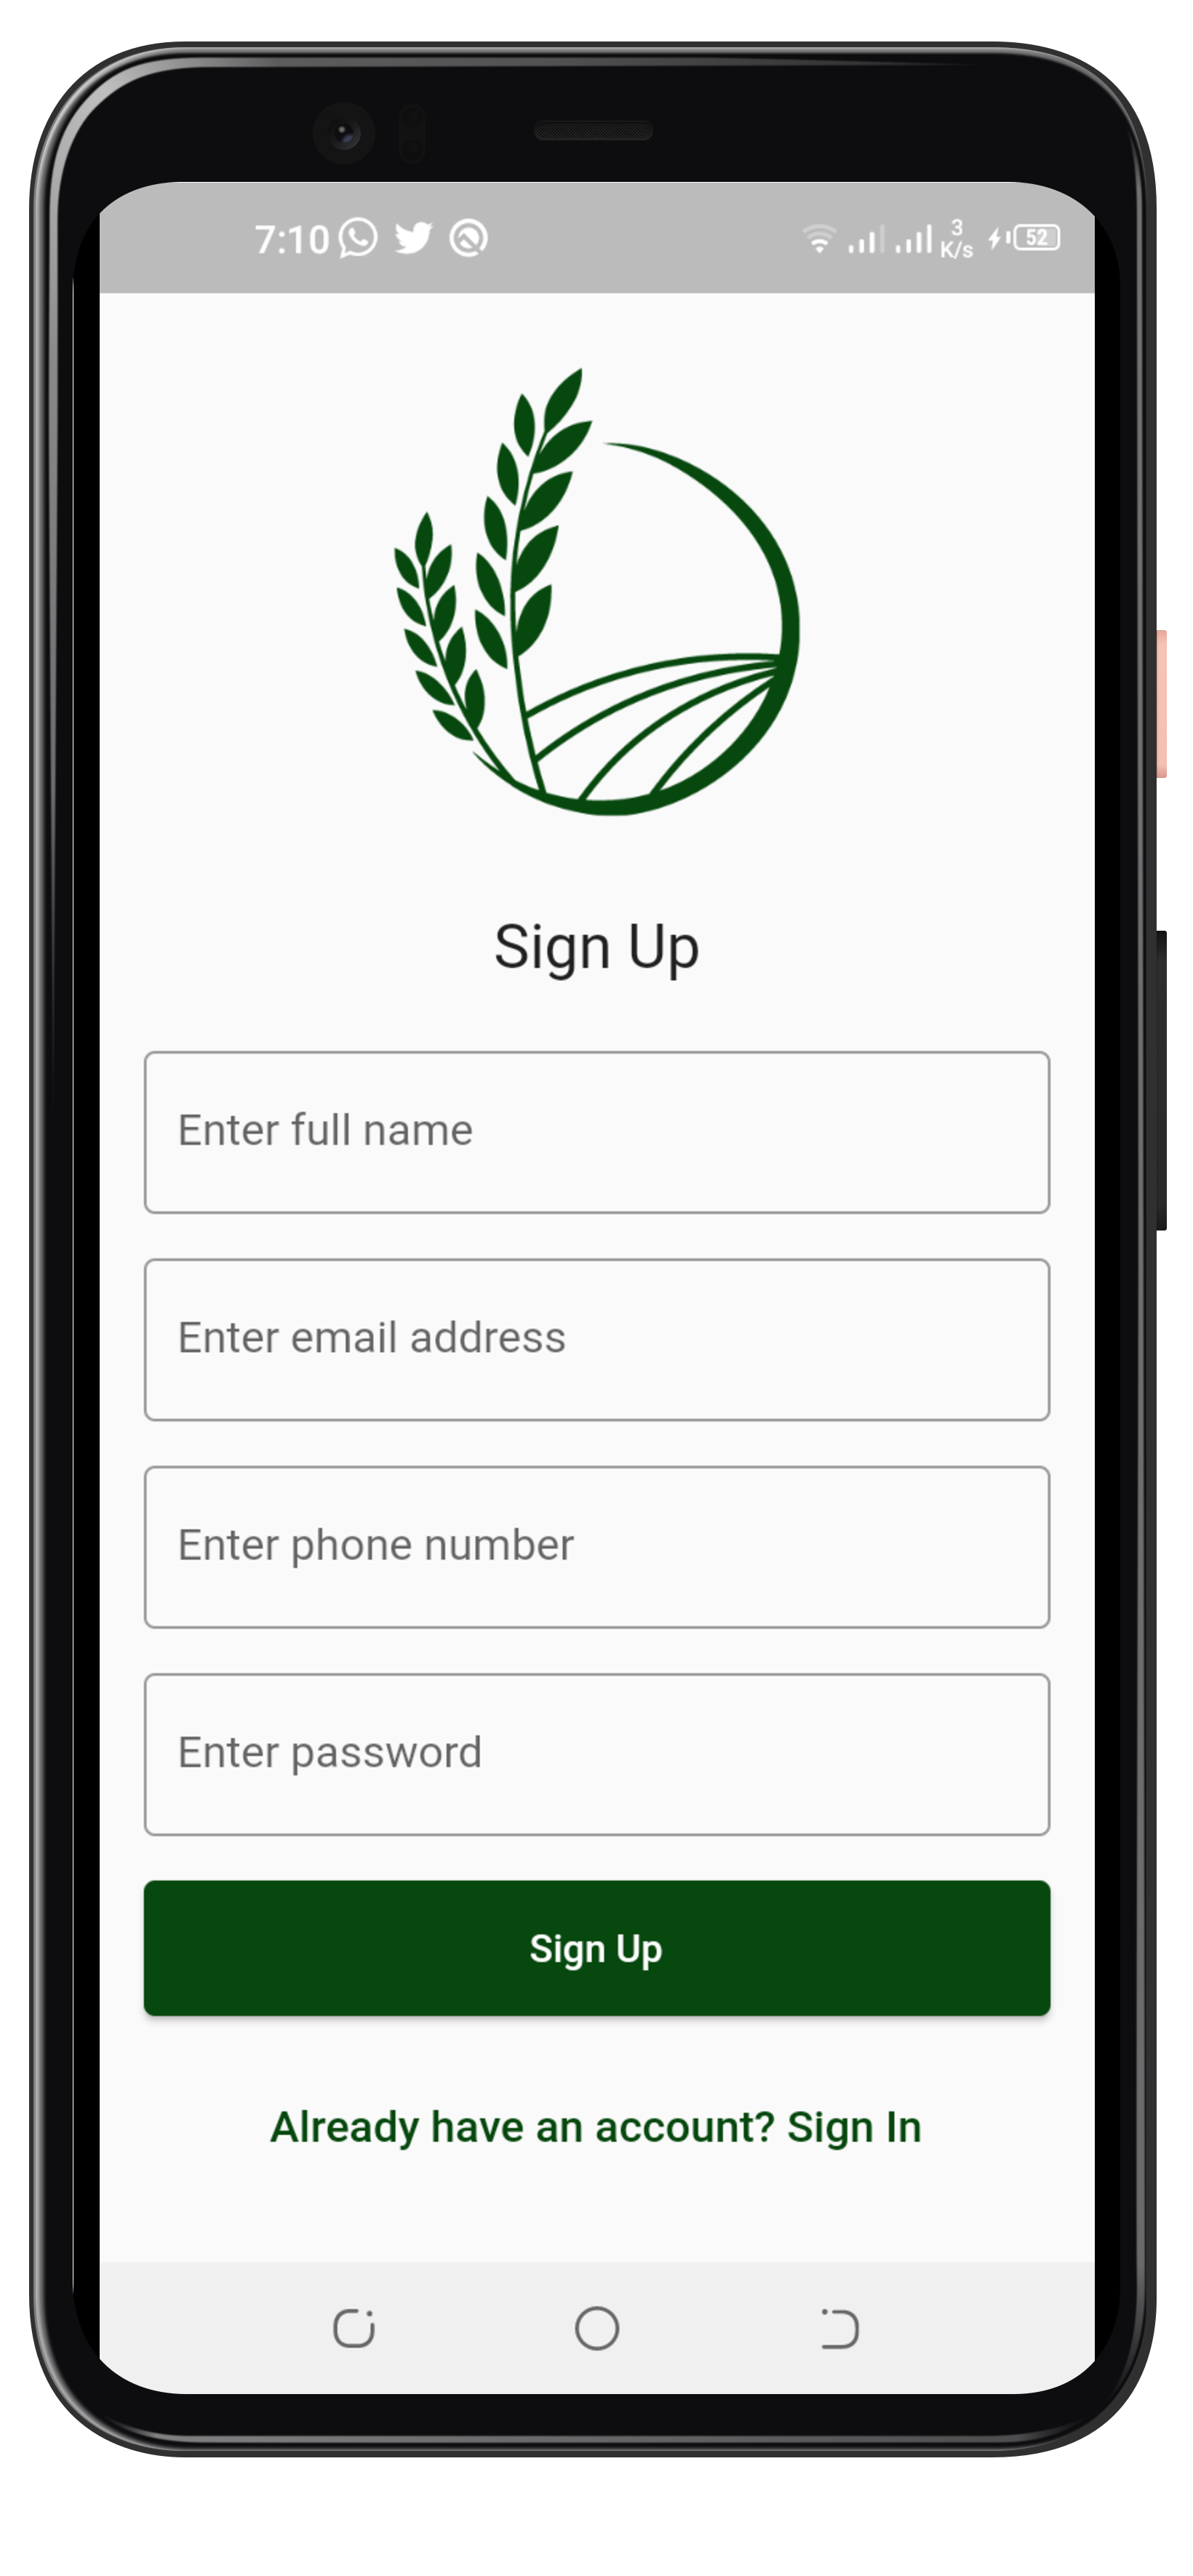 7:10 3 K/s 52
Sign Up
Enter full name
Enter email address
Enter phone number
Enter password
Sign Up
Already have an account? Sign In